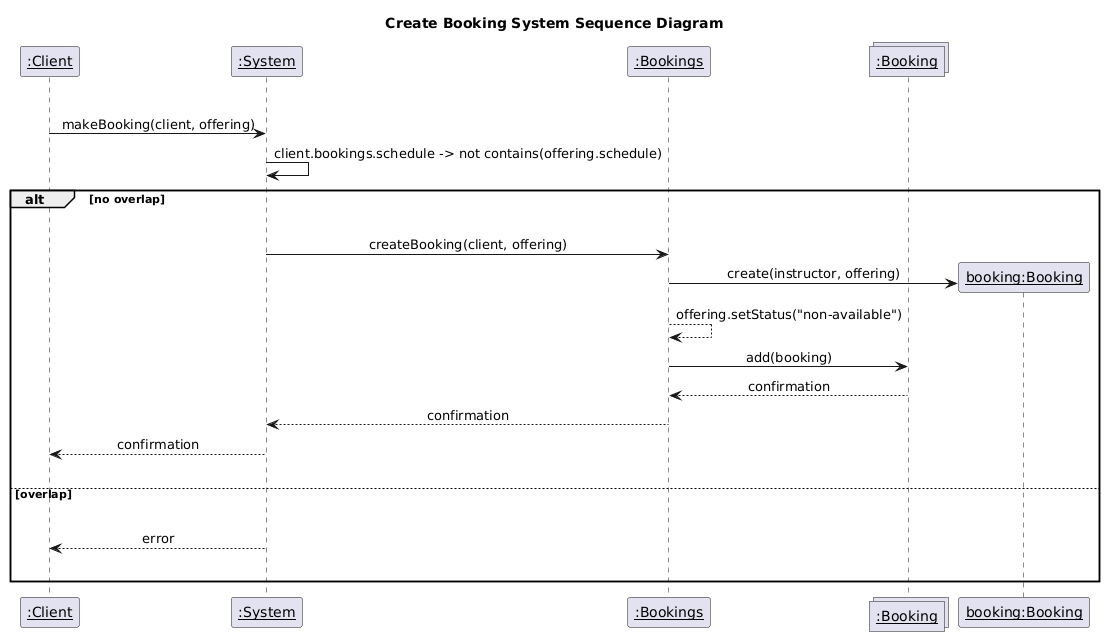 Create Booking System Sequence Diagram
:Client
:System
:Bookings
:Booking
makeBooking(client, offering)
client.bookings.schedule -> not contains(offering.schedule)
alt
[no overlap]
createBooking(client, offering)
create(instructor, offering)
booking:Booking
offering.setStatus("non-available")
add(booking)
confirmation
confirmation
confirmation
[overlap]
error
:Client
:System
:Bookings
:Booking
booking:Booking